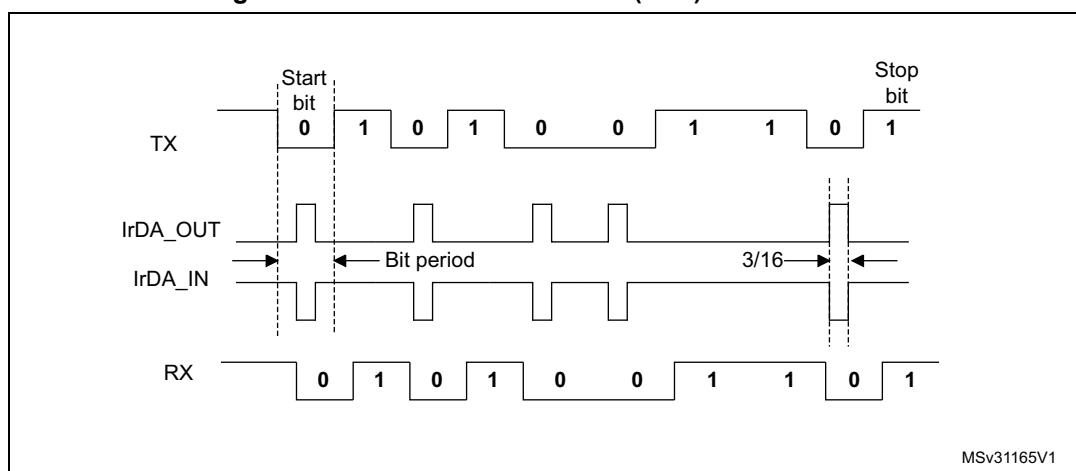 Start
bit
Stop
bit
TX
0 1 0 1 0 0 1 1 0 1
IrDA_OUT
Bit period
3/16
IrDA_IN
RX
0 1 0 1 0 0 1 1 0 1
MSv31165V1